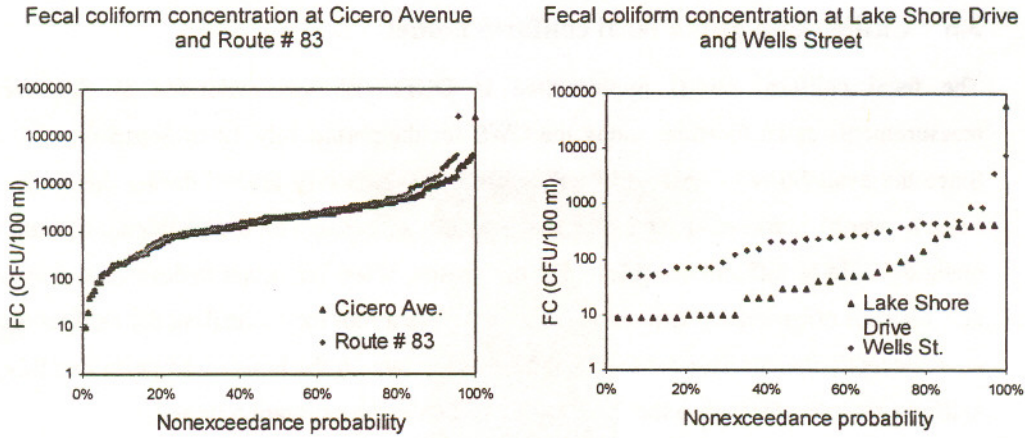 Fecal coliform concentration at Cicero Avenue
and Route # 83
FC (CFU/100 ml)
1000000
100000
10000
1000
100
10
1
0%
20%
40%
60%
80%
100%
Nonexceedance probability
Cicero Ave.
Route # 83
Fecal coliform concentration at Lake Shore Drive
and Wells Street
FC (CFU/100 ml)
100000
10000
1000
100
10
1
0%
20%
40%
60%
80%
100%
Nonexceedance probability
Lake Shore
Drive
Wells St.